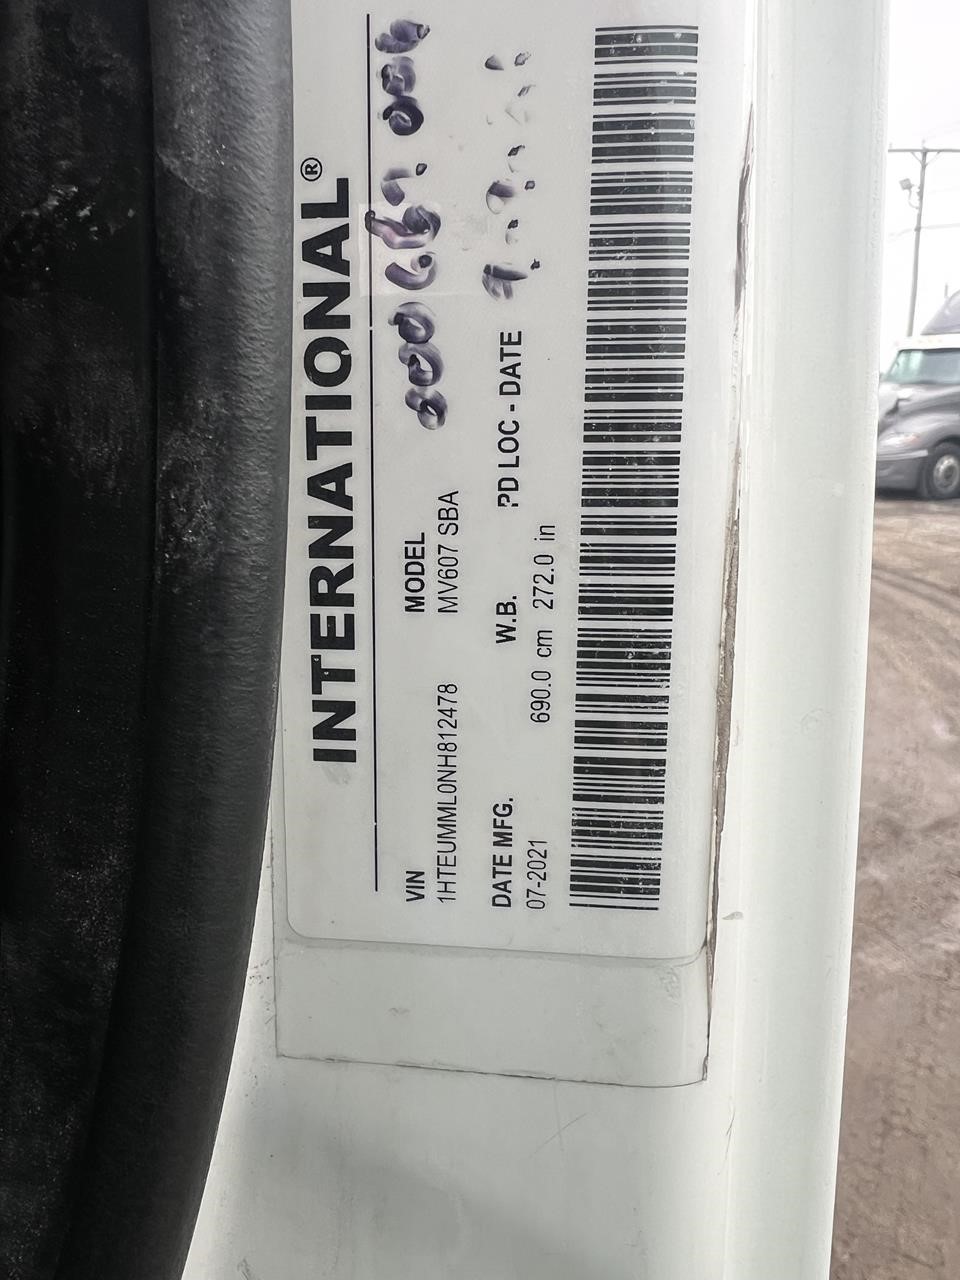 INTERNATIONAL®
VIN MODEL
1HTEUMML0NH812478 MV607 SBA
DATE MFG. W.B. PD LOC - DATE
07-2021 690.0 cm 272.0 in